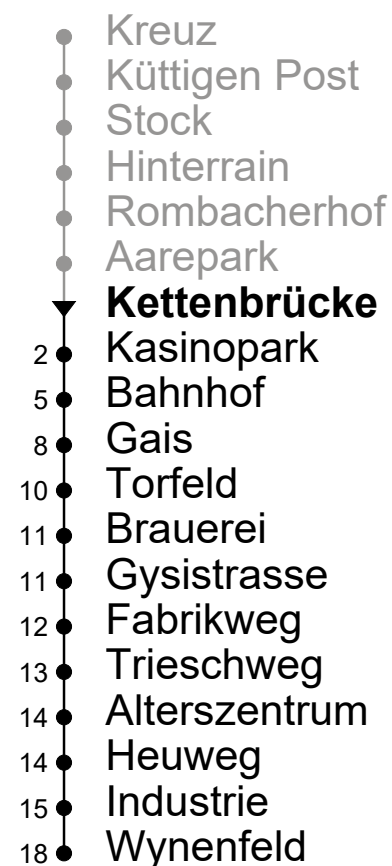 Kreuz
Küttigen Post
Stock
Hinterrain
Rombacherhof
Aarepark
Kettenbrücke
2 Kasinopark
5 Bahnhof
8 Gais
10 Torfeld
11 Brauerei
11 Gysistrasse
12 Fabrikweg
13 Trieschweg
14 Alterszentrum
14 Heuweg
15 Industrie
18 Wynenfeld